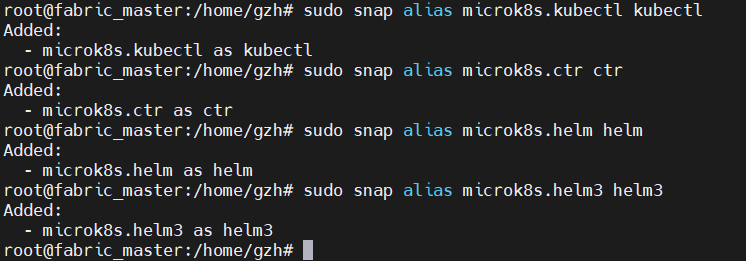 root@fabric_master:/home/gzh# sudo snap alias microk8s.kubectl kubectl
Added:
  - microk8s.kubectl as kubectl
root@fabric_master:/home/gzh# sudo snap alias microk8s.ctr ctr
Added:
  - microk8s.ctr as ctr
root@fabric_master:/home/gzh# sudo snap alias microk8s.helm helm
Added:
  - microk8s.helm as helm
root@fabric_master:/home/gzh# sudo snap alias microk8s.helm3 helm3
Added:
  - microk8s.helm3 as helm3
root@fabric_master:/home/gzh#